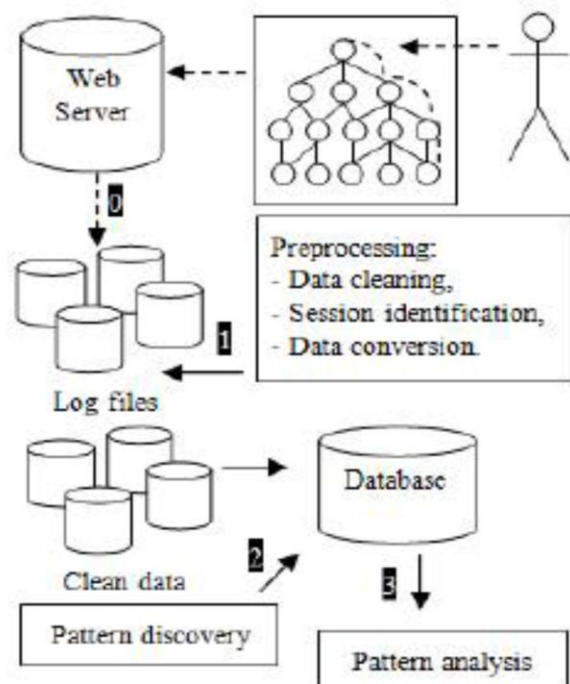 Web
Server
0
Preprocessing:
- Data cleaning,
- Session identification,
- Data conversion.
1
Log files
Database
2
3
Clean data
Pattern discovery
Pattern analysis